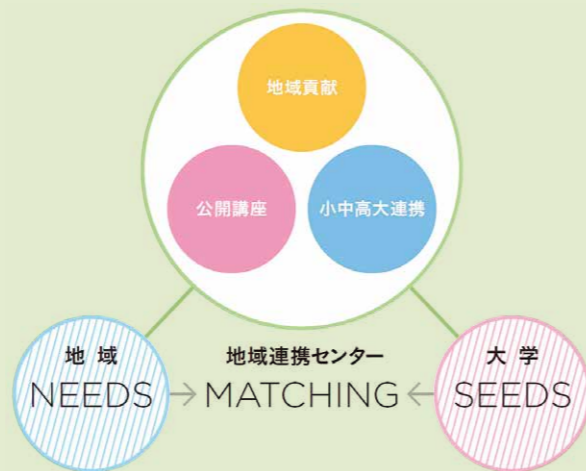 地域貢献
公開講座
小中高大連携
地域
地域連携センター
大学
NEEDS
→ MATCHING ←
SEEDS